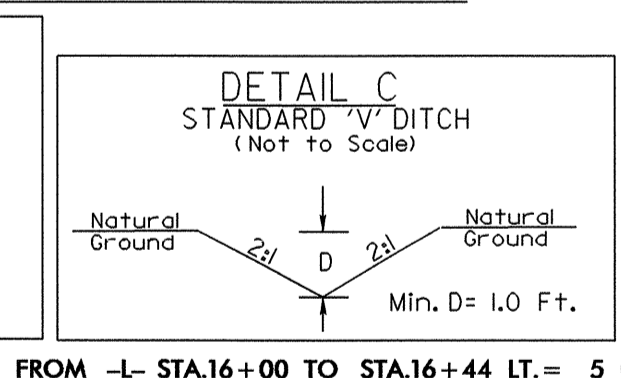 DETAIL C
STANDARD 'V' DITCH
(Not to Scale)
Natural
Ground
2:1
D
2:1
Natural
Ground
Min. D= 1.0 Ft.
FROM -L- STA.16+00 TO STA.16+44 LT.= 5